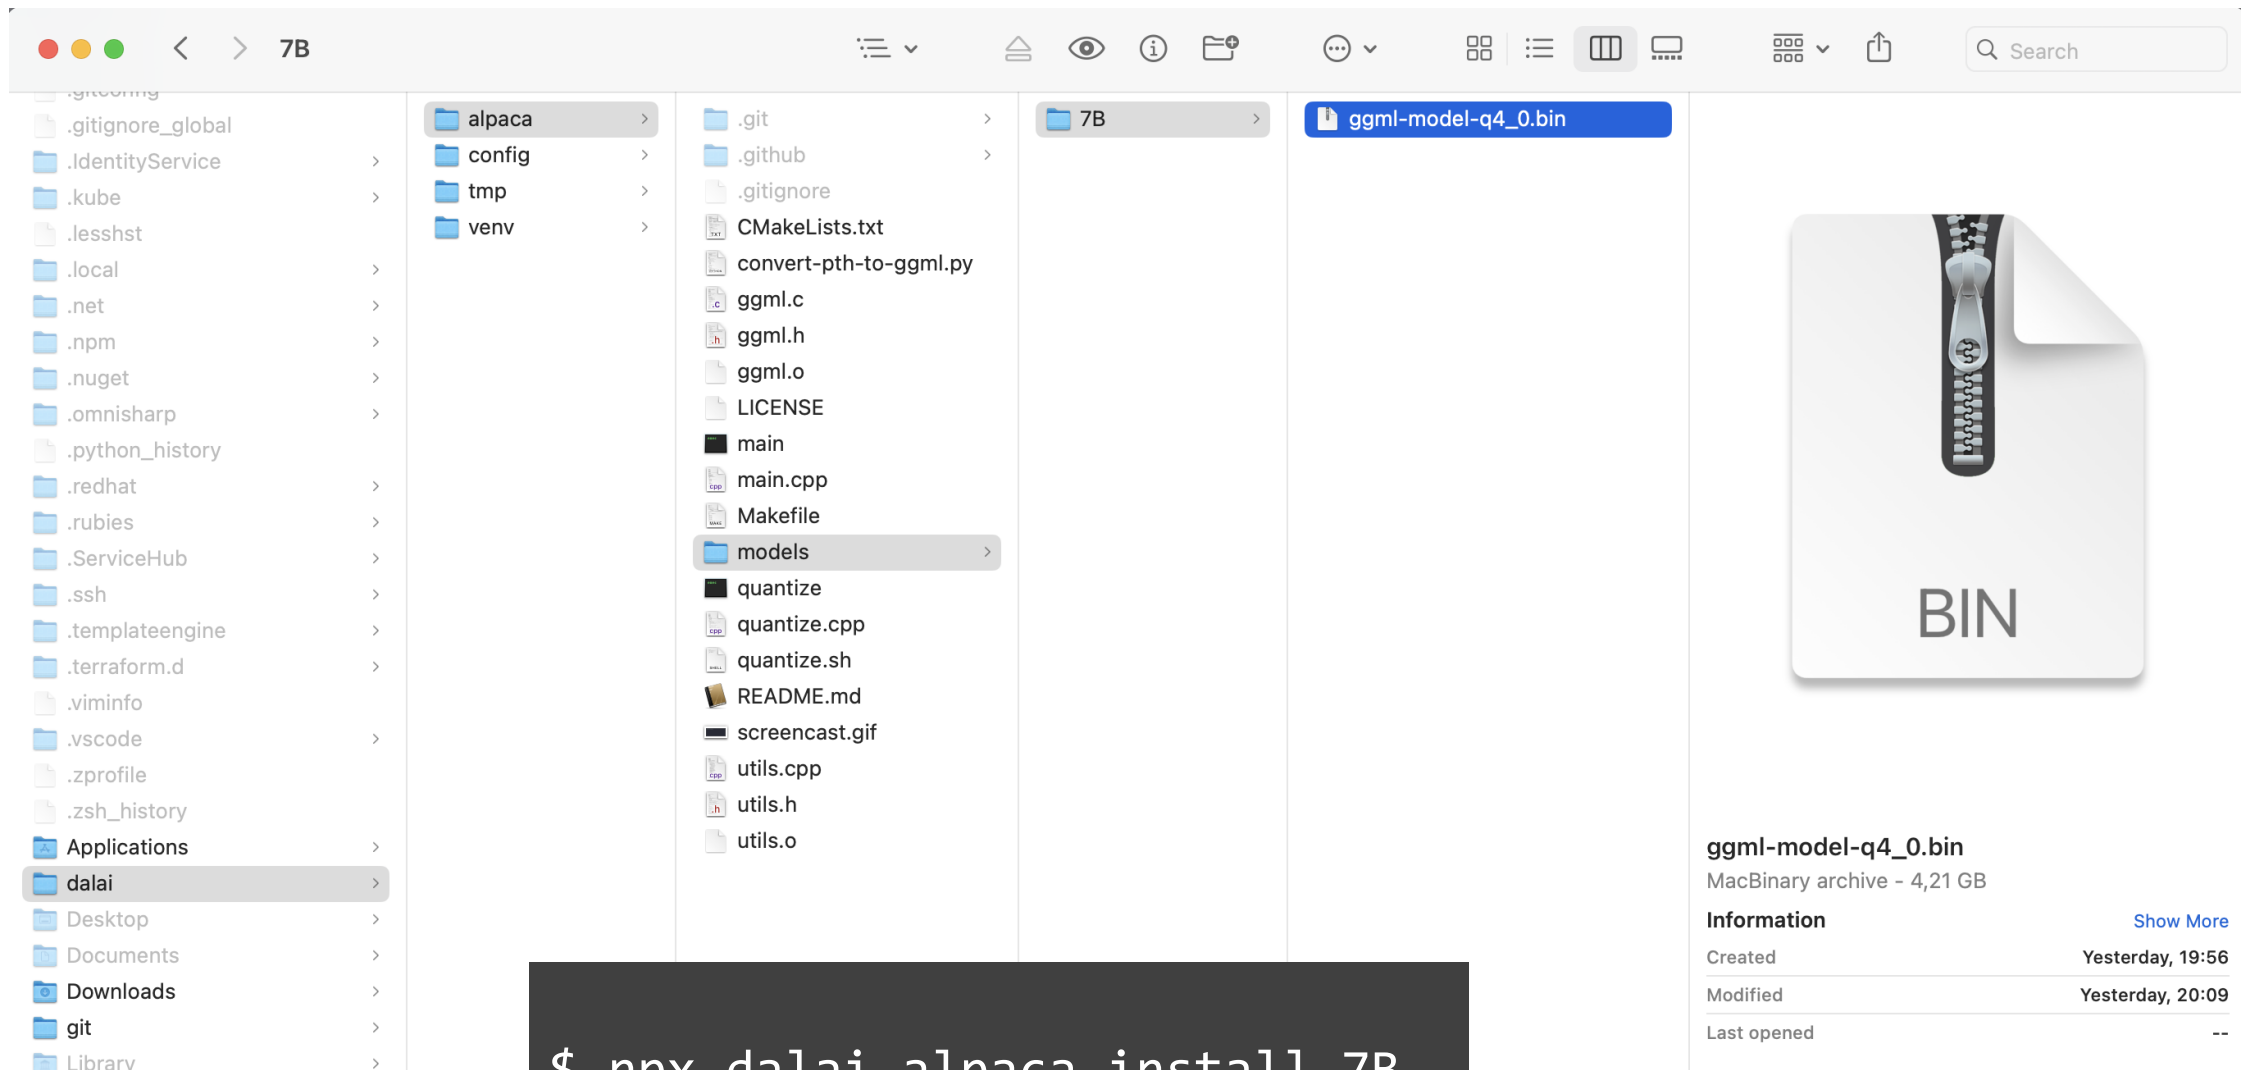 7B
Search
.gitconfig
.gitignore_global
.IdentityService
.kube
.lesshst
.local
.net
.npm
.nuget
.omnisharp
.python_history
.redhat
.rubies
.ServiceHub
.ssh
.templateengine
.terraform.d
.viminfo
.vscode
.zprofile
.zsh_history
Applications
dalai
Desktop
Documents
Downloads
git
Library
alpaca
config
tmp
venv
.git
.github
.gitignore
CMakeLists.txt
convert-pth-to-ggml.py
ggml.c
ggml.h
ggml.o
LICENSE
main
main.cpp
Makefile
models
quantize
quantize.cpp
quantize.sh
README.md
screencast.gif
utils.cpp
utils.h
utils.o
7B
ggml-model-q4_0.bin
BIN
ggml-model-q4_0.bin
MacBinary archive - 4,21 GB
Information Show More
Created Yesterday, 19:56
Modified Yesterday, 20:09
Last opened --
$ npx dalai alpaca install 7B